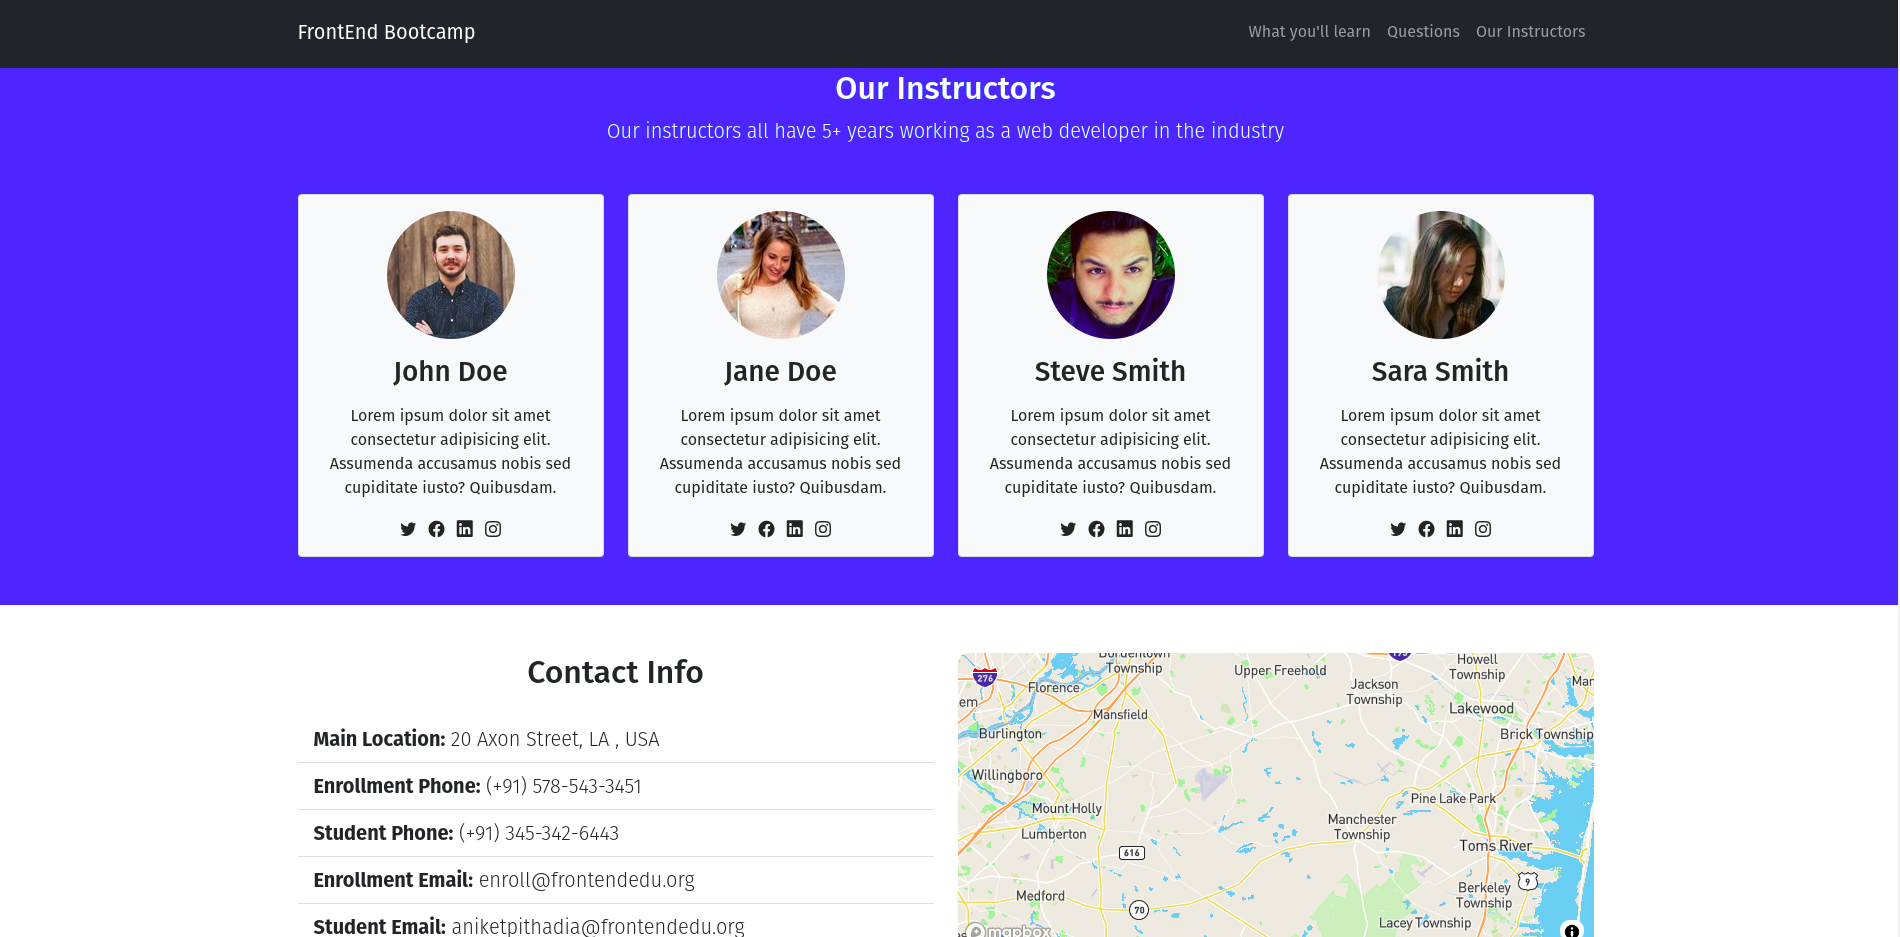 FrontEnd Bootcamp
What you'll learn Questions Our Instructors
Our Instructors
Our instructors all have 5+ years working as a web developer in the industry
John Doe
Lorem ipsum dolor sit amet
consectetur adipisicing elit.
Assumenda accusamus nobis sed
cupiditate iusto? Quibusdam.
Jane Doe
Lorem ipsum dolor sit amet
consectetur adipisicing elit.
Assumenda accusamus nobis sed
cupiditate iusto? Quibusdam.
Steve Smith
Lorem ipsum dolor sit amet
consectetur adipisicing elit.
Assumenda accusamus nobis sed
cupiditate iusto? Quibusdam.
Sara Smith
Lorem ipsum dolor sit amet
consectetur adipisicing elit.
Assumenda accusamus nobis sed
cupiditate iusto? Quibusdam.
Contact Info
Main Location: 20 Axon Street, LA , USA
Enrollment Phone: (+91) 578-543-3451
Student Phone: (+91) 345-342-6443
Enrollment Email: enroll@frontendedu.org
Student Email: aniketpithadia@frontendedu.org
Bordentown
Township
276
Florence
em
Mansfield
Burlington
Willingboro
Mount Holly
Lumberton
616
Medford
70
Upper Freehold
Jackson
Township
Howell
Township
Mar
Lakewood
Brick Township
Pine Lake Park
Manchester
Township
Toms River
9
Berkeley
Township
Lacey Township
mapbox